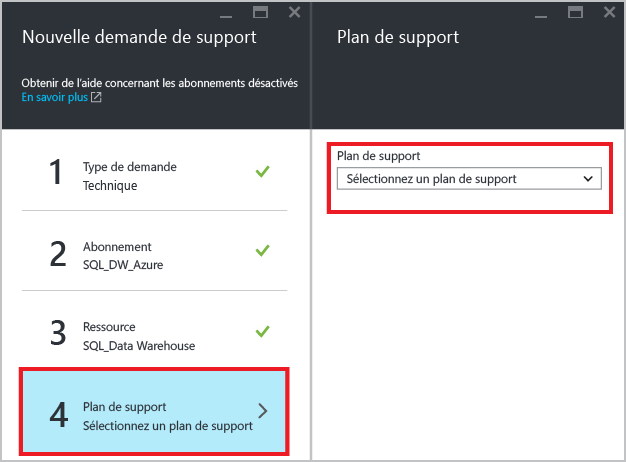 Nouvelle demande de support
Obtenir de l'aide concernant les abonnements désactivés
En savoir plus
1
Type de demande
Technique
2
Abonnement
SQL_DW_Azure
3
Ressource
SQL_Data Warehouse
4
Plan de support
Sélectionnez un plan de support
Plan de support
Plan de support
Sélectionnez un plan de support